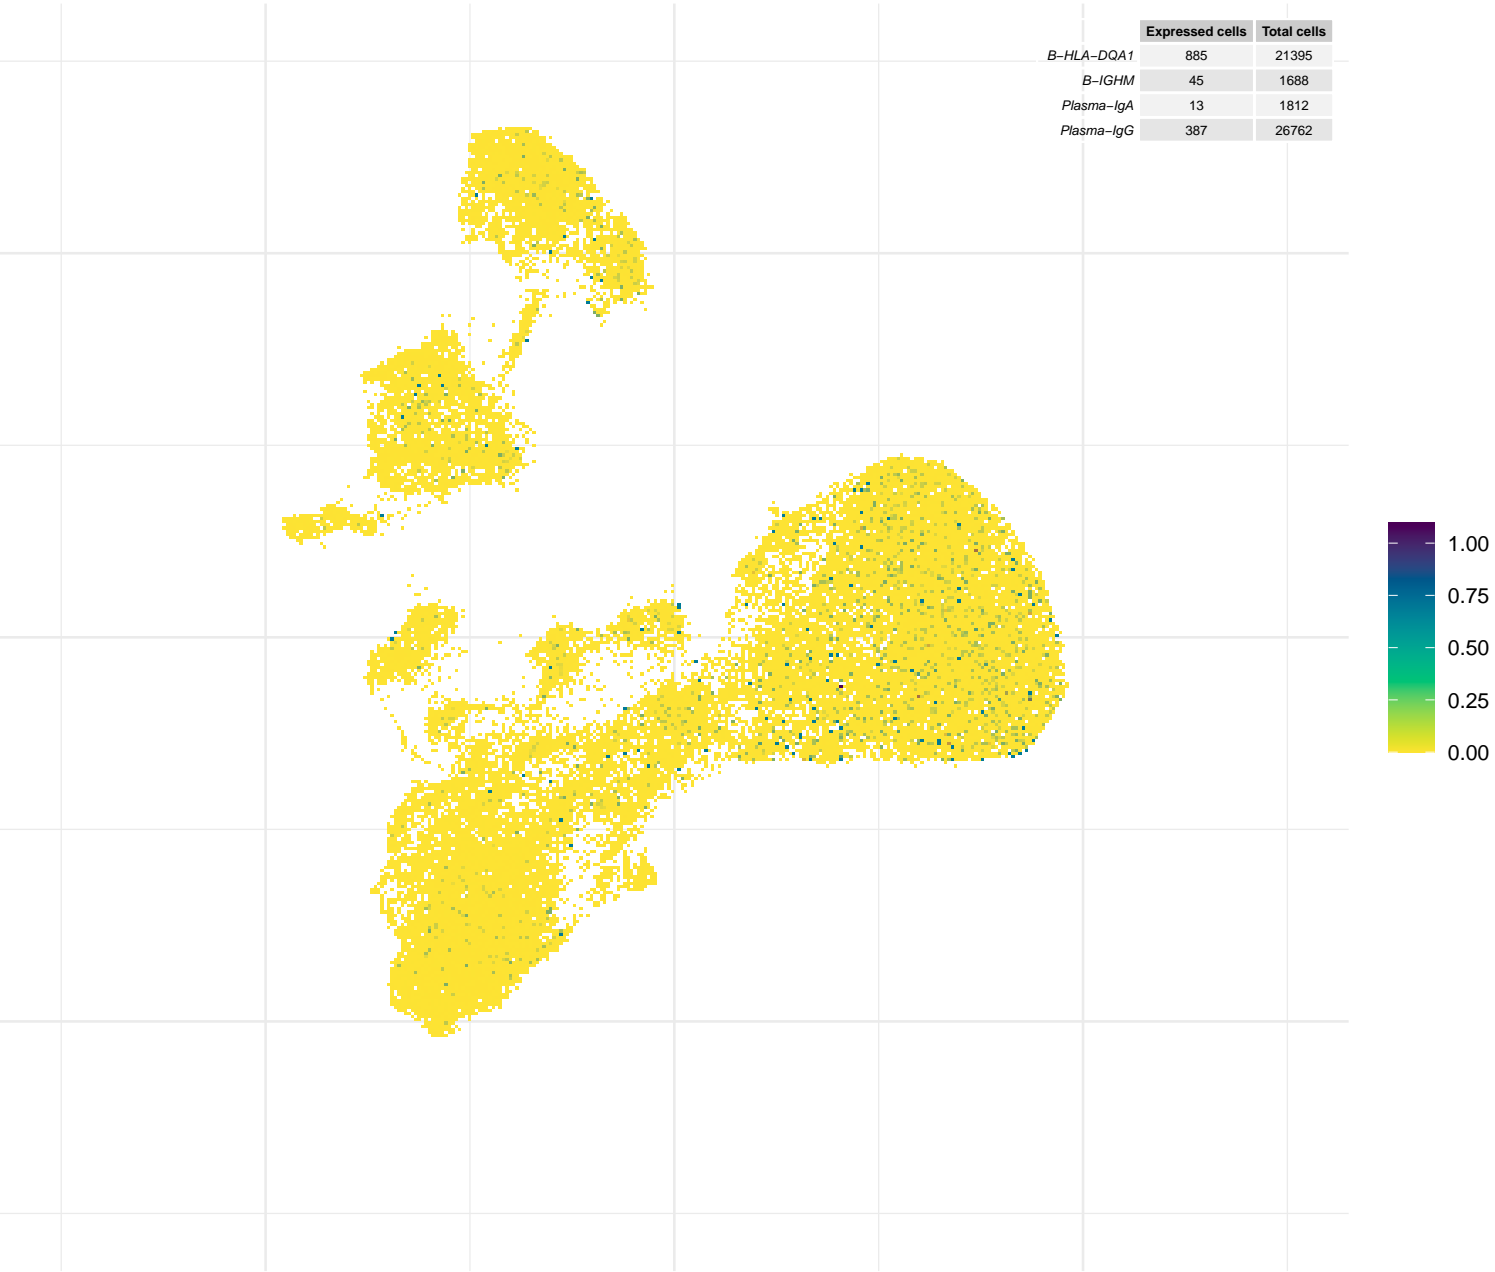 Expressed cells Total cells
B−HLA−DQA1 885 21395
B−IGHM 45 1688
Plasma−IgA 13 1812
Plasma−IgG 387 26762
1.00
0.75
0.50
0.25
0.00